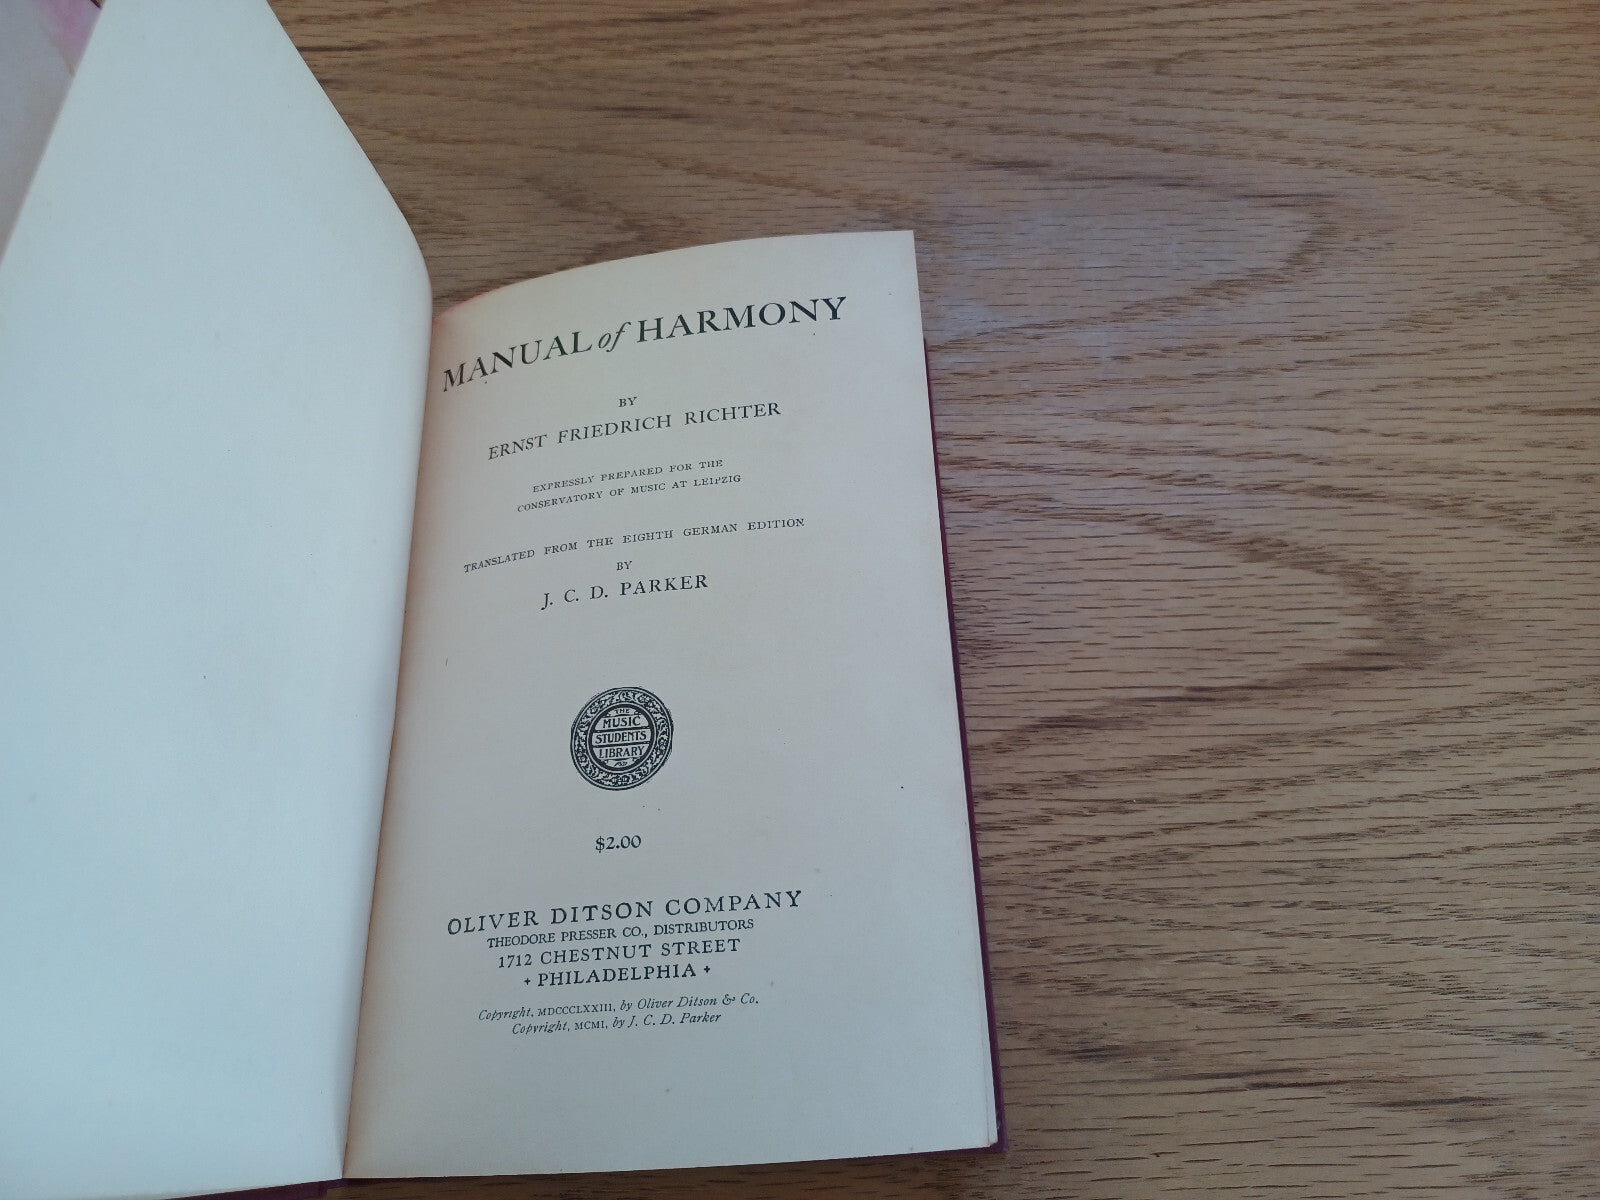 MANUAL of HARMONY
BY
ERNST FRIEDRICH RICHTER
EXPRESSLY PREPARED FOR THE
CONSERVATORY OF MUSIC AT LEIPZIG
TRANSLATED FROM THE EIGHTH GERMAN EDITION
BY
J. C. D. PARKER
THE
MUSIC
STUDENTS
LIBRARY
$2.00
OLIVER DITSON COMPANY
THEODORE PRESSER CO., DISTRIBUTORS
1712 CHESTNUT STREET
+ PHILADELPHIA +
Copyright, MDCCCLXXIII, by Oliver Ditson & Co.
Copyright, MCMI, by J. C. D. Parker